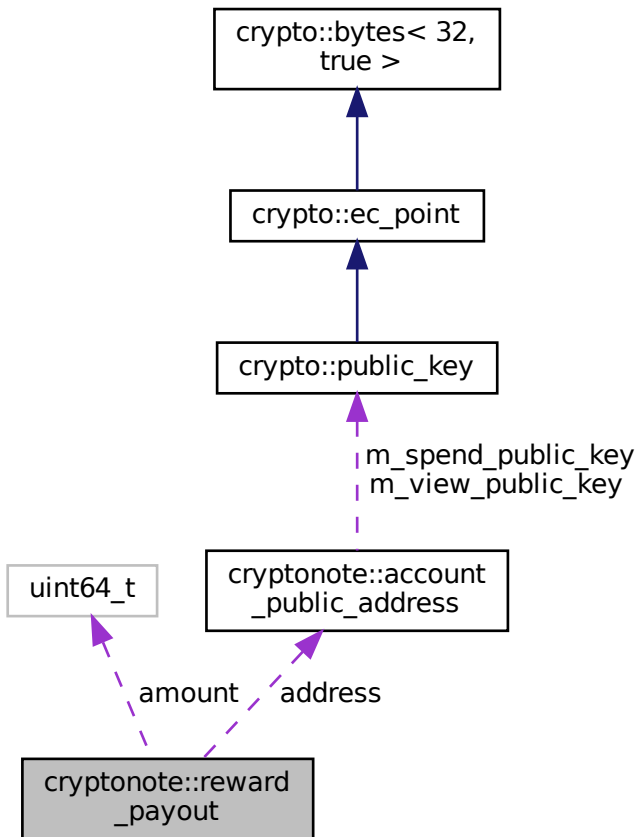 crypto::bytes< 32,
true >
crypto::ec_point
crypto::public_key
m_spend_public_key
m_view_public_key
uint64_t
cryptonote::account
_public_address
amount
address
cryptonote::reward
_payout